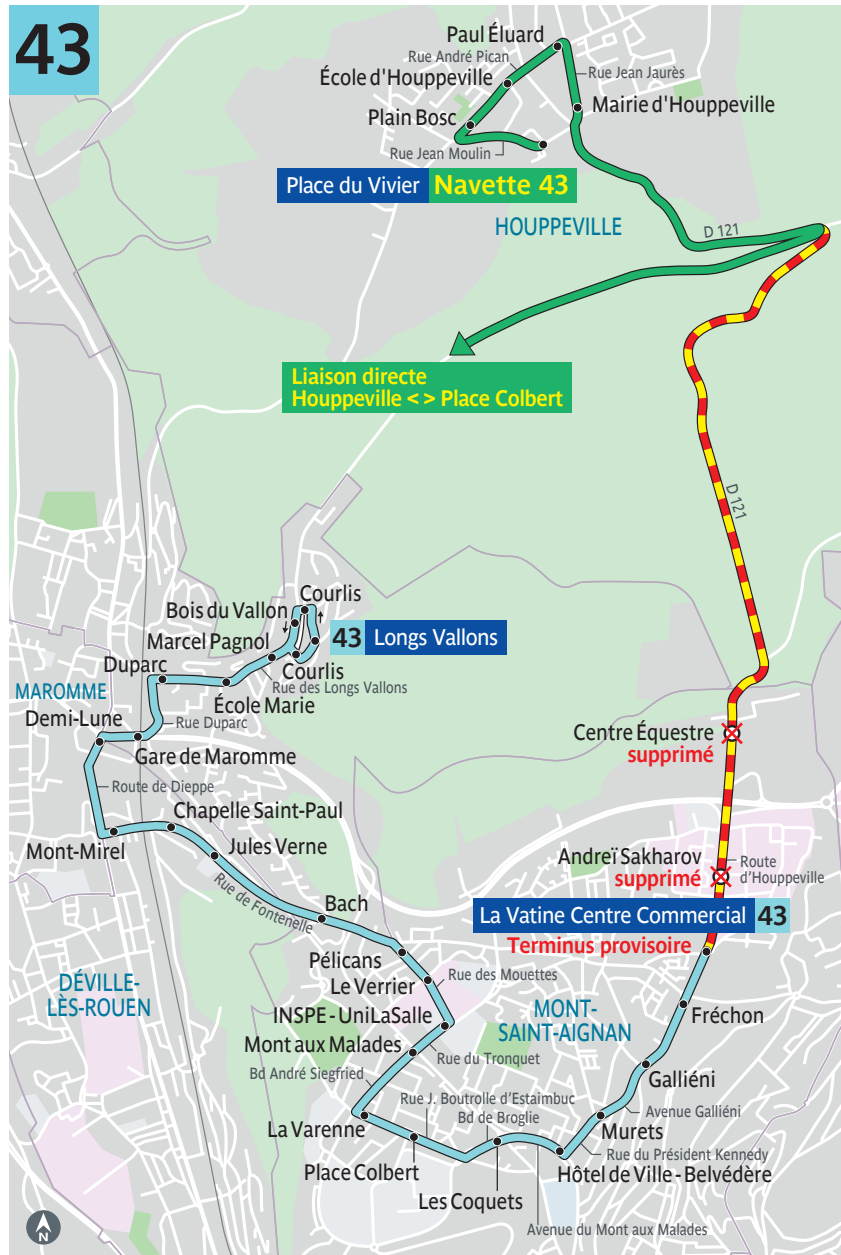 43
Paul Éluard
Rue André Pican
École d'Houppeville
Rue Jean Jaurès
Plain Bosc
Mairie d'Houppeville
Rue Jean Moulin
Place du Vivier Navette 43
HOUPPEVILLE
D 121
Liaison directe
Houppeville < > Place Colbert
D 121
Courlis
Bois du Vallon
43 Longs Vallons
Marcel Pagnol
Courlis
Duparc
Rue des Longs Vallons
MAROMME
École Marie
Demi-Lune
Rue Duparc
Gare de Maromme
Centre Équestre
supprimé
Route de Dieppe
Chapelle Saint-Paul
Mont-Mirel
Jules Verne
Andreï Sakharov
supprimé
Route
d'Houppeville
Rue de Fontenelle
Bach
La Vatine Centre Commercial 43
Terminus provisoire
Pélicans
Le Verrier
Rue des Mouettes
DÉVILLE-
LÈS-ROUEN
INSPE - UniLaSalle
MONT-
SAINT-AIGNAN
Fréchon
Mont aux Malades
Rue du Tronquet
Bd André Siegfried
Galliéni
Rue J. Boutrolle d'Estaimbuc
Bd de Broglie
Avenue Galliéni
La Varenne
Murets
Rue du Président Kennedy
Place Colbert
Hôtel de Ville - Belvédère
Les Coquets
Avenue du Mont aux Malades
N